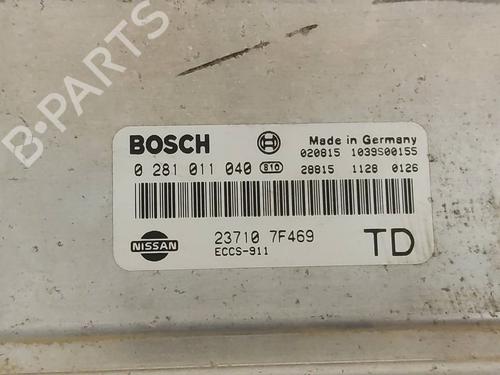 BOSCH
Made in Germany
020815 1039S00155
0 281 011 040 810
28815 1128 0126
NISSAN
23710 7F469
ECCS-911
TD
B-PARTS